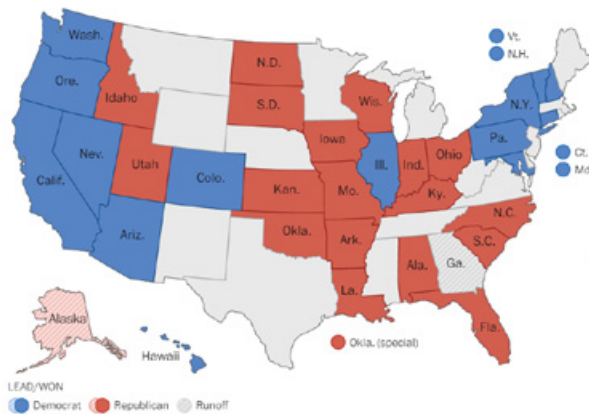 Wash.
Vt.
N.H.
N.D.
Ore.
Idaho
S.D.
Wis.
N.Y.
Iowa
Pa.
Ct.
Md
Nev.
Utah
Colo.
Ill.
Ind.
Ohio
Calif.
Kan.
Mo.
Ky.
N.C.
Ariz.
Okla.
Ark.
S.C.
Ala.
Ga.
La.
Fla.
Alaska
Hawaii
Okla. (special)
LEAD/WON
Democrat Republican Runoff